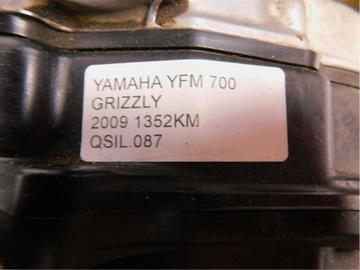 YAMAHA YFM 700
GRIZZLY
2009 1352KM
QSIL.087